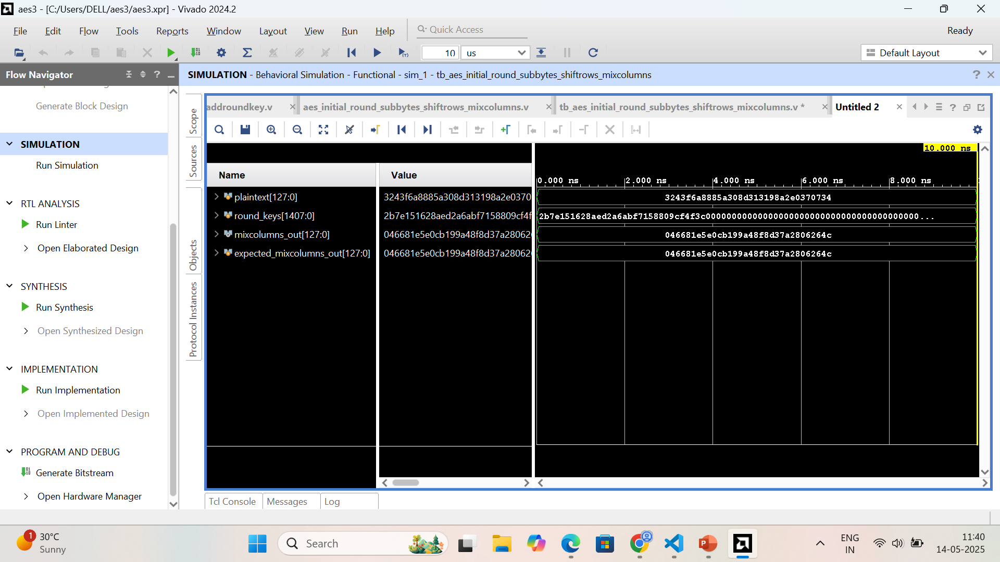 aes3 - [C:/Users/DELL/aes3/aes3.xpr] - Vivado 2024.2
File Edit Flow Tools Reports Window Layout View Run Help Quick Access Ready
10 us Default Layout
Flow Navigator
Generate Block Design
SIMULATION
Run Simulation
RTL ANALYSIS
Run Linter
Open Elaborated Design
SYNTHESIS
Run Synthesis
Open Synthesized Design
IMPLEMENTATION
Run Implementation
Open Implemented Design
PROGRAM AND DEBUG
Generate Bitstream
Open Hardware Manager
SIMULATION - Behavioral Simulation - Functional - sim_1 - tb_aes_initial_round_subbytes_shiftrows_mixcolumns
Scope
Sources
Objects
Protocol Instances
addroundkey.v aes_initial_round_subbytes_shiftrows_mixcolumns.v tb_aes_initial_round_subbytes_shiftrows_mixcolumns.v * Untitled 2
10.000 ns
Name Value
0.000 ns 2.000 ns 4.000 ns 6.000 ns 8.000 ns
plaintext[127:0] 3243f6a8885a308d313198a2e0370 3243f6a8885a308d313198a2e0370734
round_keys[1407:0] 2b7e151628aed2a6abf7158809cf4f 2b7e151628aed2a6abf7158809cf4f3c00000000000000000000000000000000000000000...
mixcolumns_out[127:0] 046681e5e0cb199a48f8d37a28062 046681e5e0cb199a48f8d37a2806264c
expected_mixcolumns_out[127:0] 046681e5e0cb199a48f8d37a28062 046681e5e0cb199a48f8d37a2806264c
Tcl Console Messages Log
1
30°C
Sunny
Search
ENG
IN
11:40
14-05-2025